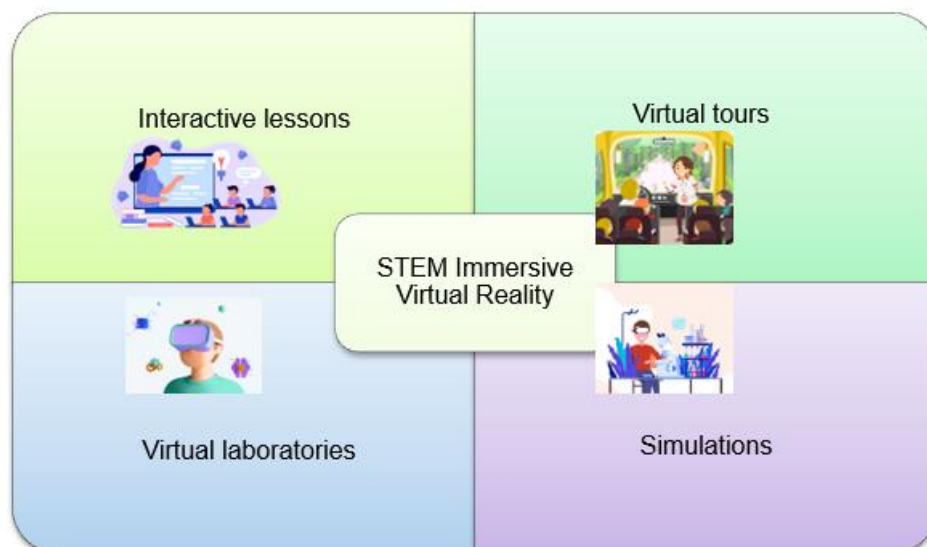 Interactive lessons
Virtual tours
STEM Immersive
Virtual Reality
Virtual laboratories
Simulations